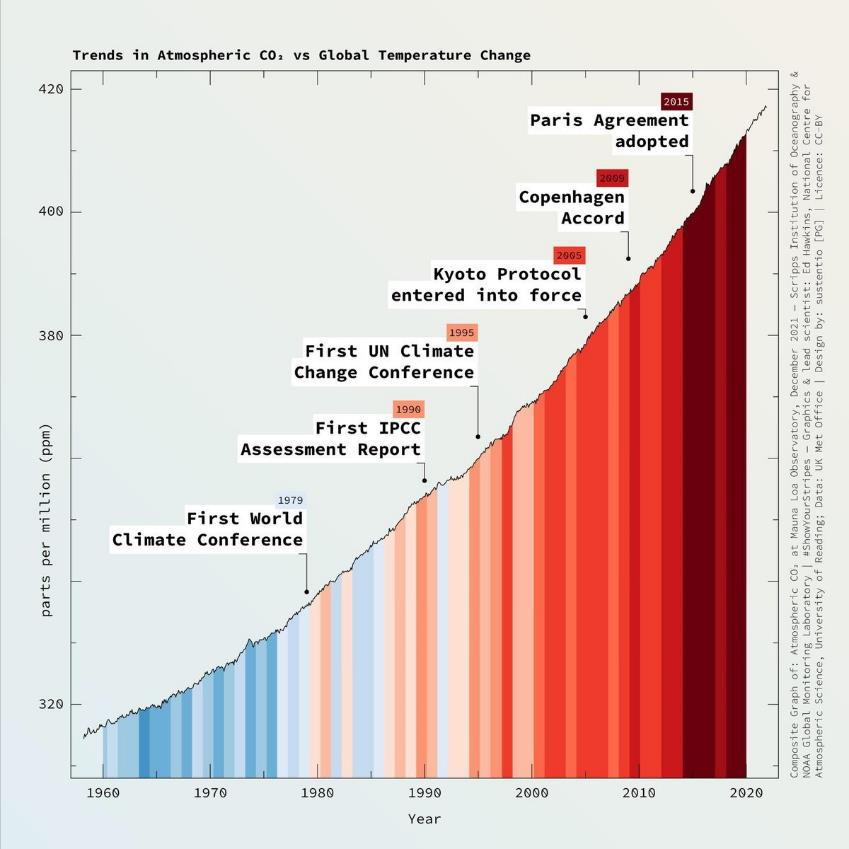 Trends in Atmospheric CO₂ vs Global Temperature Change
420
400
380
320
parts per million (ppm)
2015
Paris Agreement
adopted
2009
Copenhagen
Accord
2005
Kyoto Protocol
entered into force
1995
First UN Climate
Change Conference
1990
First IPCC
Assessment Report
1979
First World
Climate Conference
1960
1970
1980
1990
2000
2010
2020
Year
Composite Graph of: Atmospheric CO₂ at Mauna Loa Observatory, December 2021 – Scripps Institution of Oceanography &
NOAA Global Monitoring Laboratory | #ShowYourStripes – Graphics & lead scientist: Ed Hawkins, National Centre for
Atmospheric Science, University of Reading; Data: UK Met Office | Design by: sustentio [PG] | Licence: CC-BY